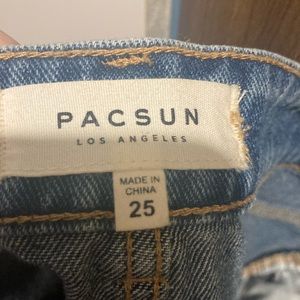 PACSUN
LOS ANGELES
MADE IN
CHINA
25